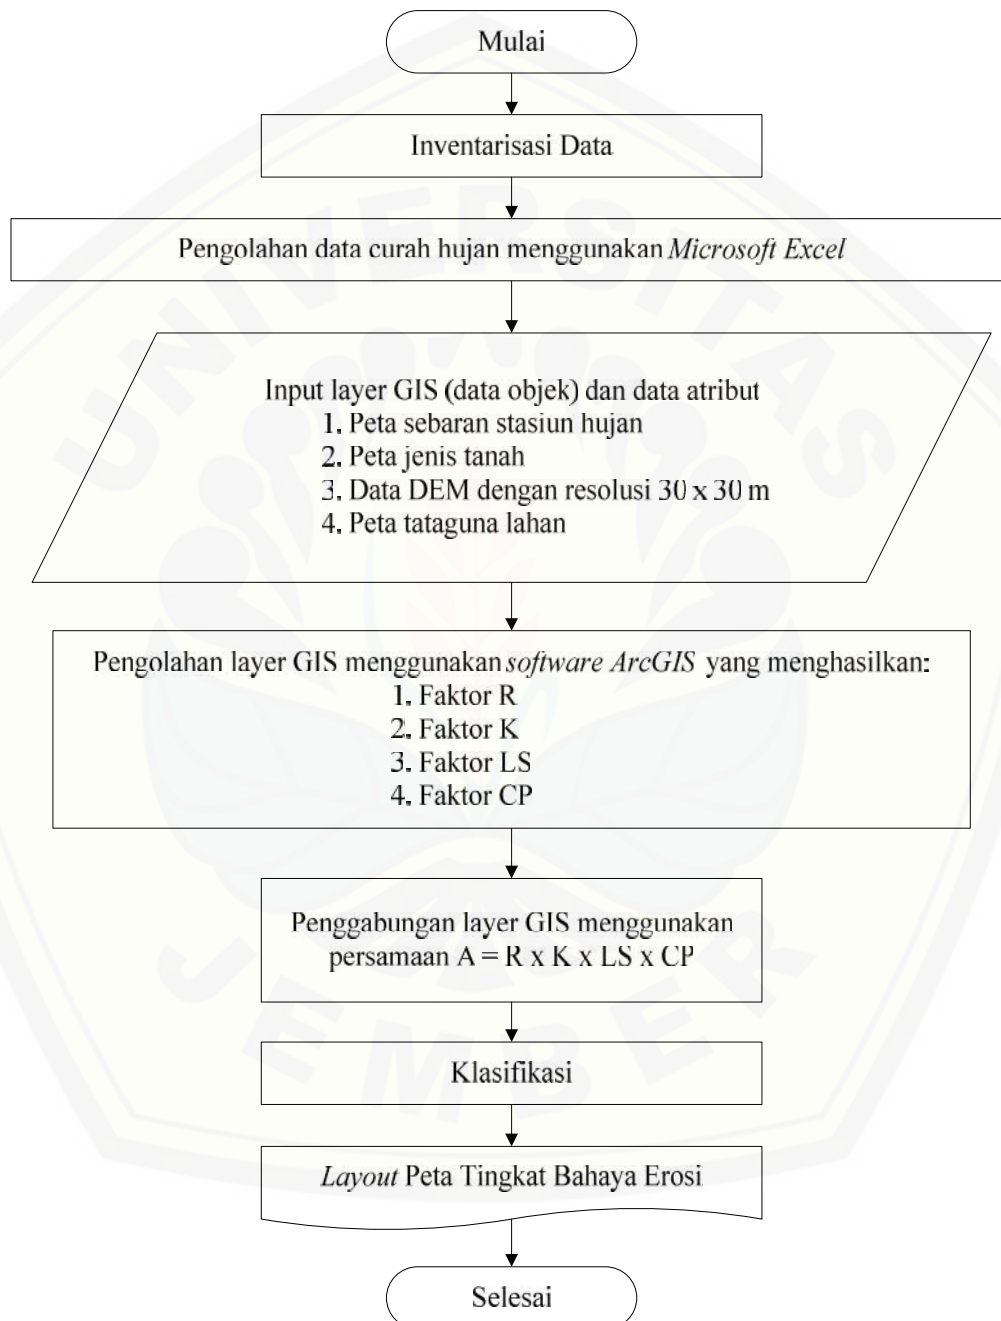 Mulai
Inventarisasi Data
Pengolahan data curah hujan menggunakan Microsoft Excel
Input layer GIS (data objek) dan data atribut
1. Peta sebaran stasiun hujan
2. Peta jenis tanah
3. Data DEM dengan resolusi 30 x 30 m
4. Peta tataguna lahan
Pengolahan layer GIS menggunakan software ArcGIS yang menghasilkan:
1. Faktor R
2. Faktor K
3. Faktor LS
4. Faktor CP
Penggabungan layer GIS menggunakan
persamaan A = R x K x LS x CP
Klasifikasi
Layout Peta Tingkat Bahaya Erosi
Selesai
UNIVERSITAS
JEMBER